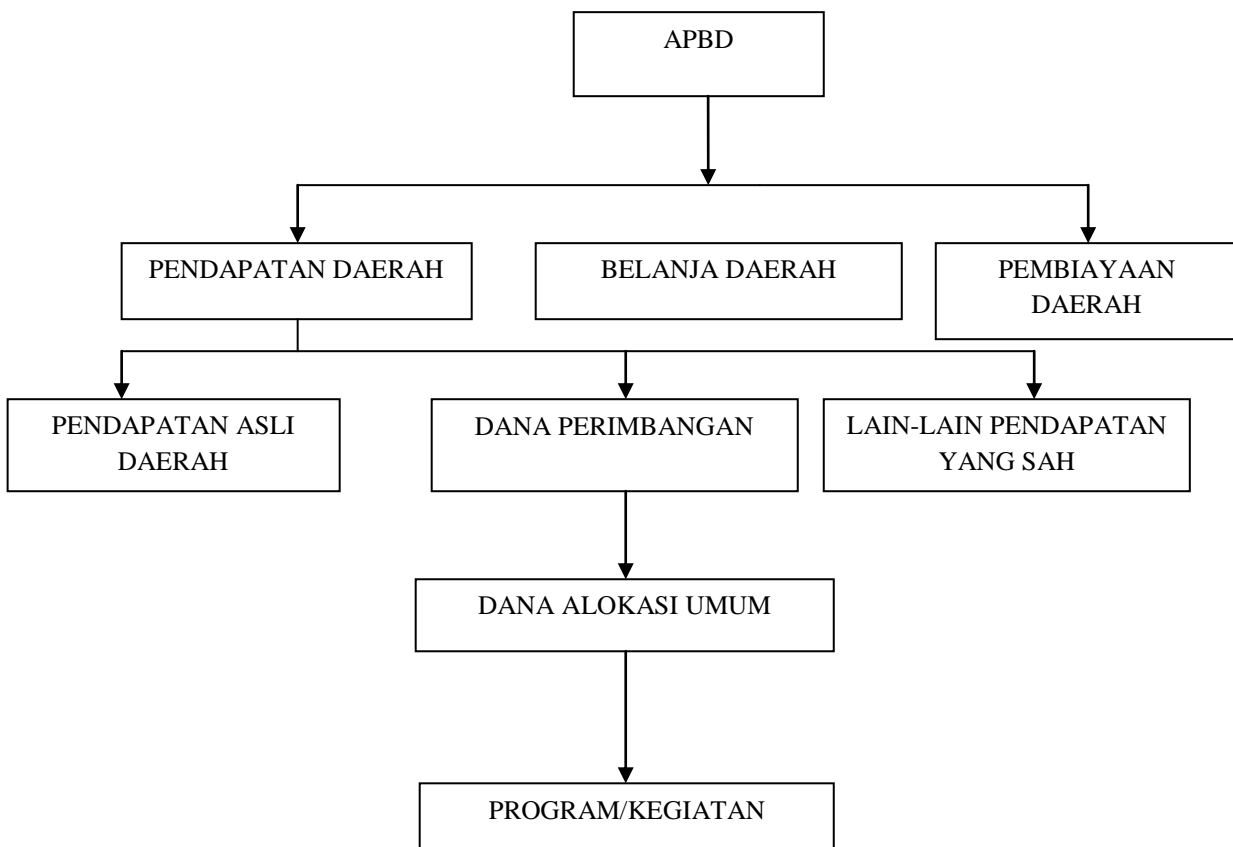 APBD
PENDAPATAN DAERAH
BELANJA DAERAH
PEMBIAYAAN
DAERAH
PENDAPATAN ASLI
DAERAH
DANA PERIMBANGAN
LAIN-LAIN PENDAPATAN
YANG SAH
DANA ALOKASI UMUM
PROGRAM/KEGIATAN